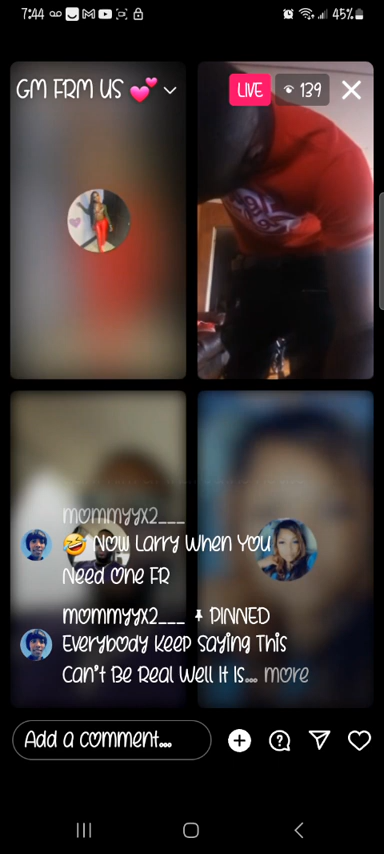 7:44
45%
GM FRM US 💕
LIVE
139
mommyyx2___
🤣 Now Larry When You
Need One FR
mommyyx2___ PINNED
Everybody Keep Saying This
Can't Be Real Well It Is... more
Add a comment...